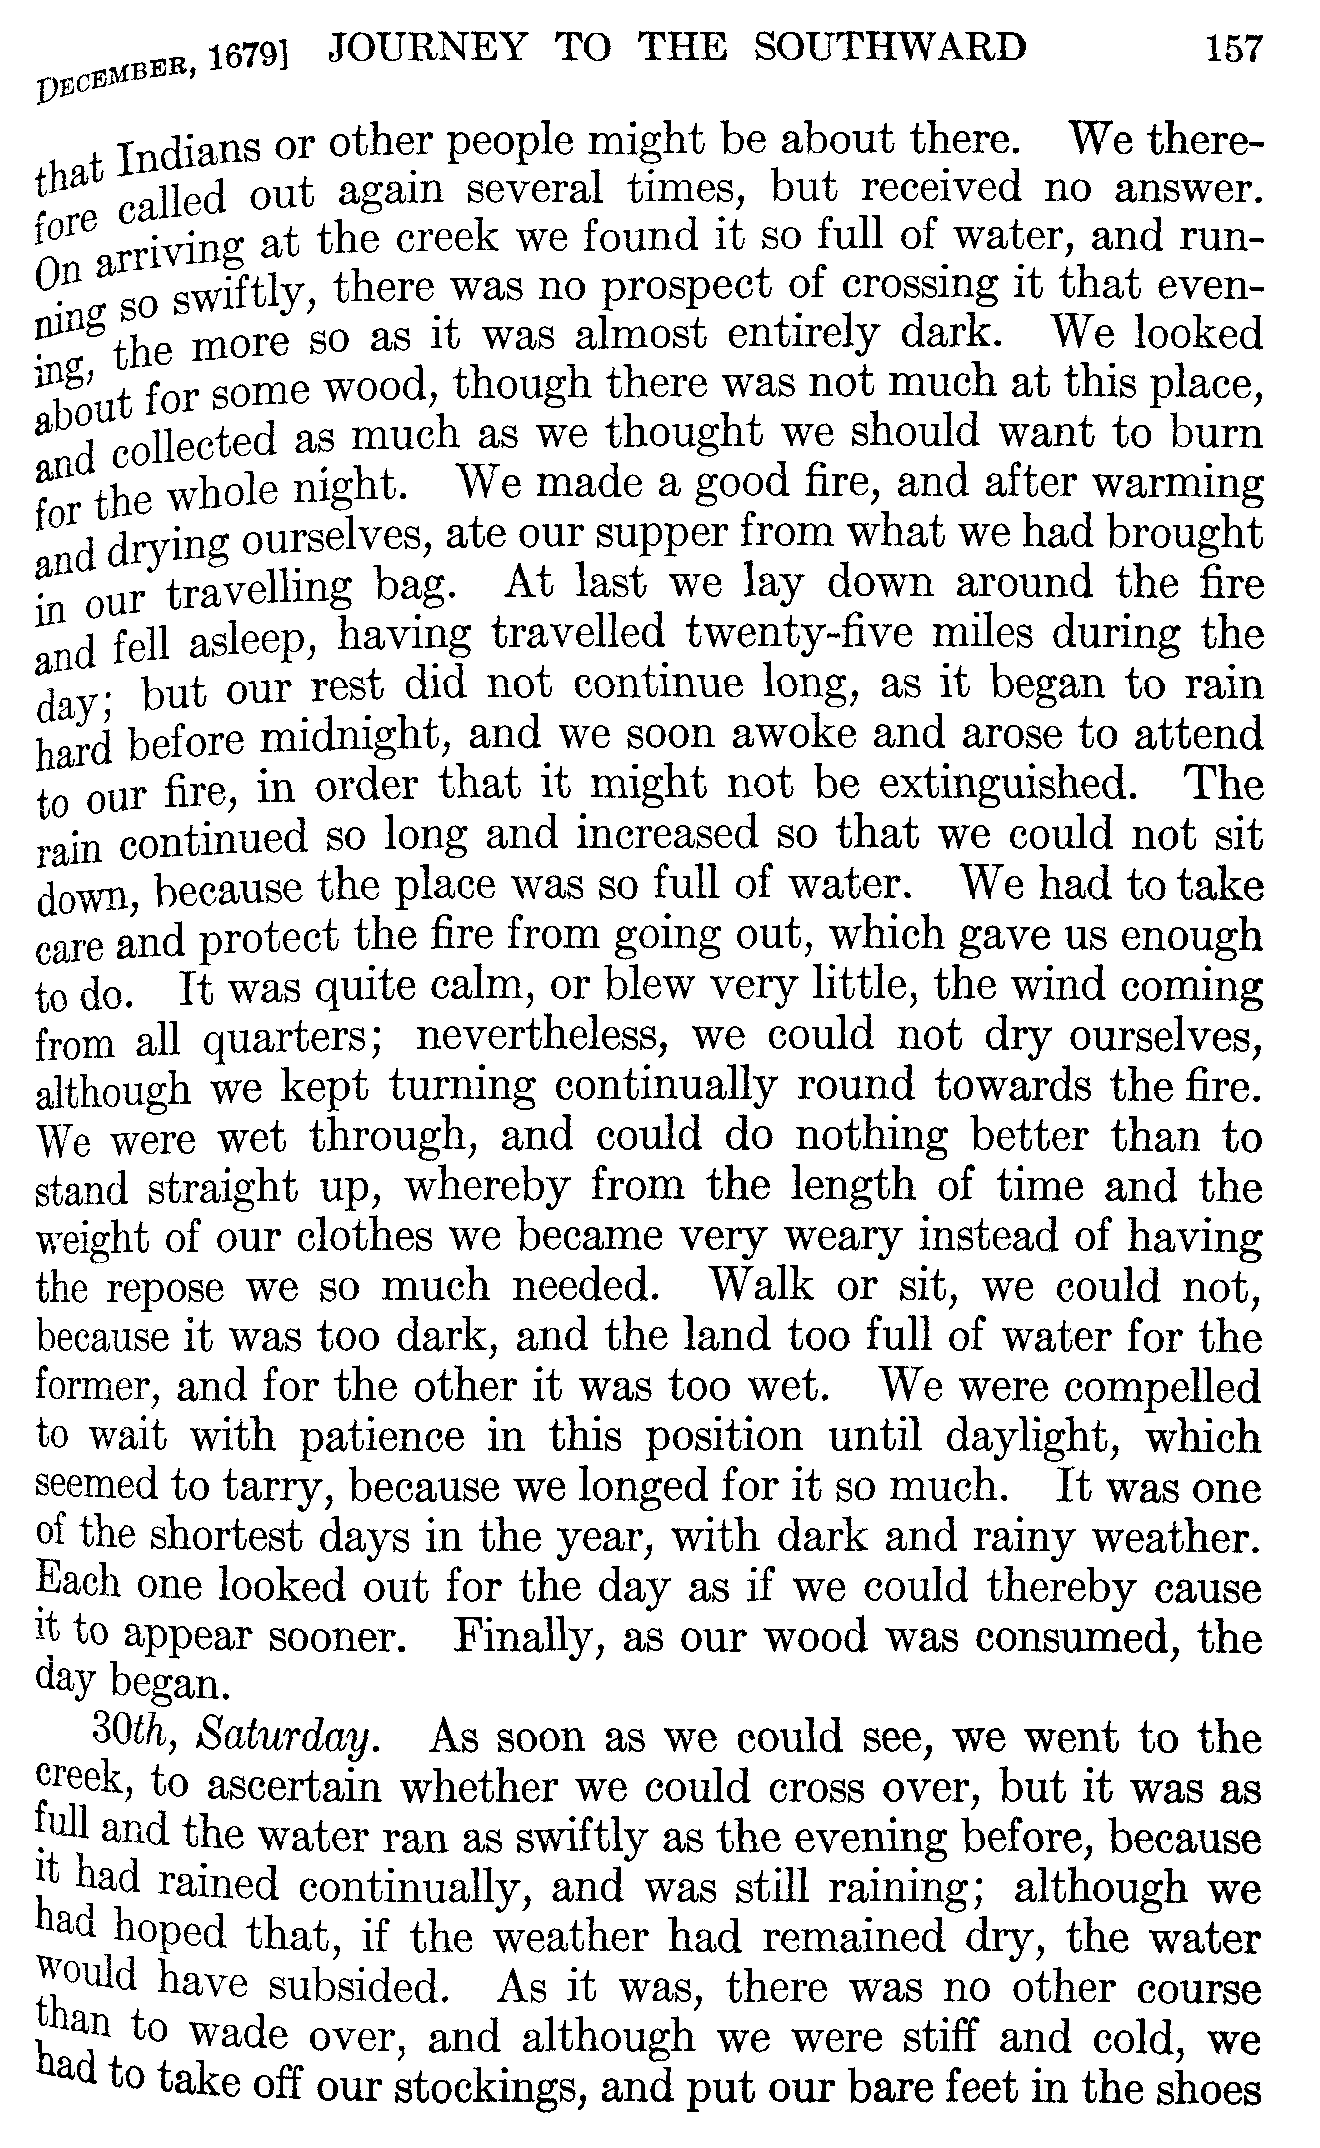 DECEMBER, 1679] JOURNEY TO THE SOUTHWARD 157
that Indians or other people might be about there. We there-
fore called out again several times, but received no answer.
On arriving at the creek we found it so full of water, and run-
ning so swiftly, there was no prospect of crossing it that even-
ing, the more so as it was almost entirely dark. We looked
about for some wood, though there was not much at this place,
and collected as much as we thought we should want to burn
for the whole night. We made a good fire, and after warming
and drying ourselves, ate our supper from what we had brought
in our travelling bag. At last we lay down around the fire
and fell asleep, having travelled twenty-five miles during the
day; but our rest did not continue long, as it began to rain
hard before midnight, and we soon awoke and arose to attend
to our fire, in order that it might not be extinguished. The
rain continued so long and increased so that we could not sit
down, because the place was so full of water. We had to take
care and protect the fire from going out, which gave us enough
to do. It was quite calm, or blew very little, the wind coming
from all quarters; nevertheless, we could not dry ourselves,
although we kept turning continually round towards the fire.
We were wet through, and could do nothing better than to
stand straight up, whereby from the length of time and the
weight of our clothes we became very weary instead of having
the repose we so much needed. Walk or sit, we could not,
because it was too dark, and the land too full of water for the
former, and for the other it was too wet. We were compelled
to wait with patience in this position until daylight, which
seemed to tarry, because we longed for it so much. It was one
of the shortest days in the year, with dark and rainy weather.
Each one looked out for the day as if we could thereby cause
it to appear sooner. Finally, as our wood was consumed, the
day began.
30th, Saturday. As soon as we could see, we went to the
creek, to ascertain whether we could cross over, but it was as
full and the water ran as swiftly as the evening before, because
it had rained continually, and was still raining; although we
had hoped that, if the weather had remained dry, the water
would have subsided. As it was, there was no other course
than to wade over, and although we were stiff and cold, we
had to take off our stockings, and put our bare feet in the shoes